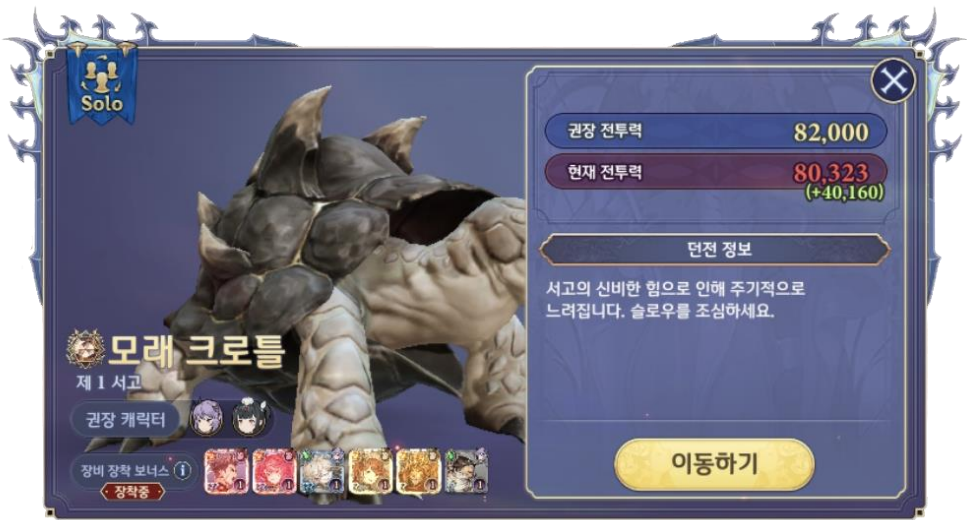 Solo
권장 전투력 82,000
현재 전투력 80,323
(+40,160)
던전 정보
서고의 신비한 힘으로 인해 주기적으로
느려집니다. 슬로우를 조심하세요.
모래 크로틀
제 1 서고
권장 캐릭터
장비 장착 보너스
장착중
이동하기